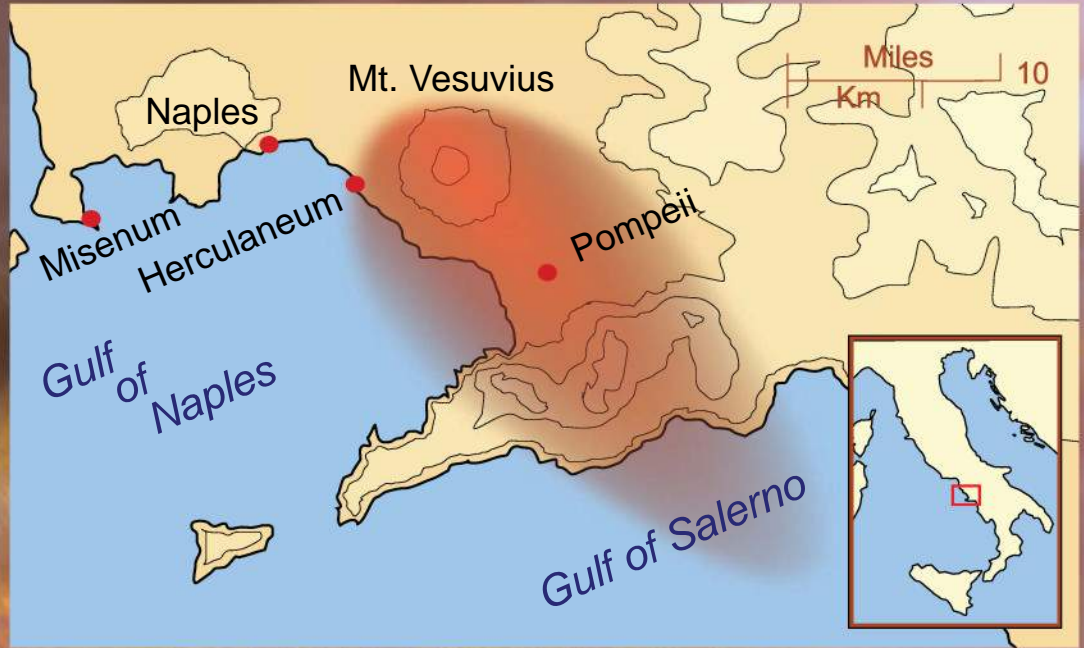 Miles
10
Km
Mt. Vesuvius
Naples
Misenum
Herculaneum
Pompeii
Gulf
of
Naples
Gulf of Salerno